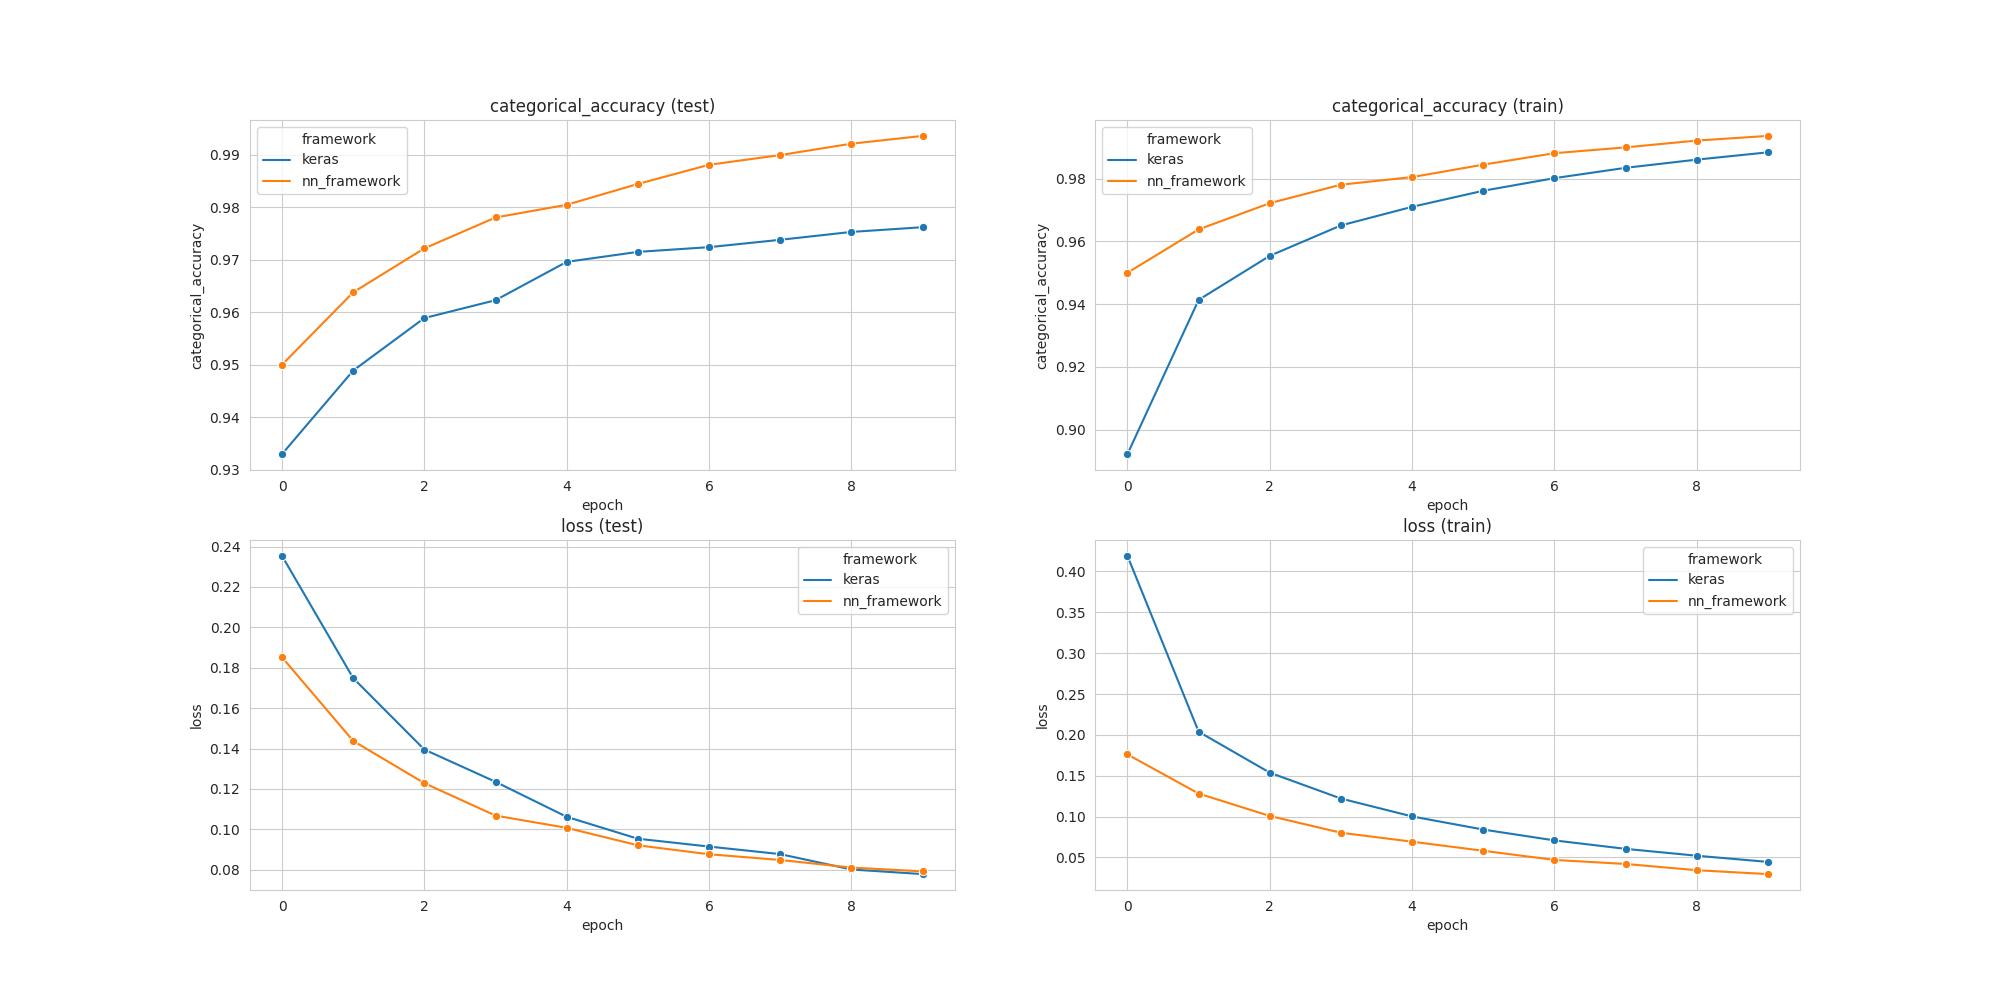 categorical_accuracy (test)
framework
keras
nn_framework
0.99
0.98
0.97
0.96
0.95
0.94
0.93
categorical_accuracy
0 2 4 6 8
epoch
categorical_accuracy (train)
framework
keras
nn_framework
0.98
0.96
0.94
0.92
0.90
categorical_accuracy
0 2 4 6 8
epoch
loss (test)
framework
keras
nn_framework
0.24
0.22
0.20
0.18
0.16
0.14
0.12
0.10
0.08
loss
0 2 4 6 8
epoch
loss (train)
framework
keras
nn_framework
0.40
0.35
0.30
0.25
0.20
0.15
0.10
0.05
loss
0 2 4 6 8
epoch